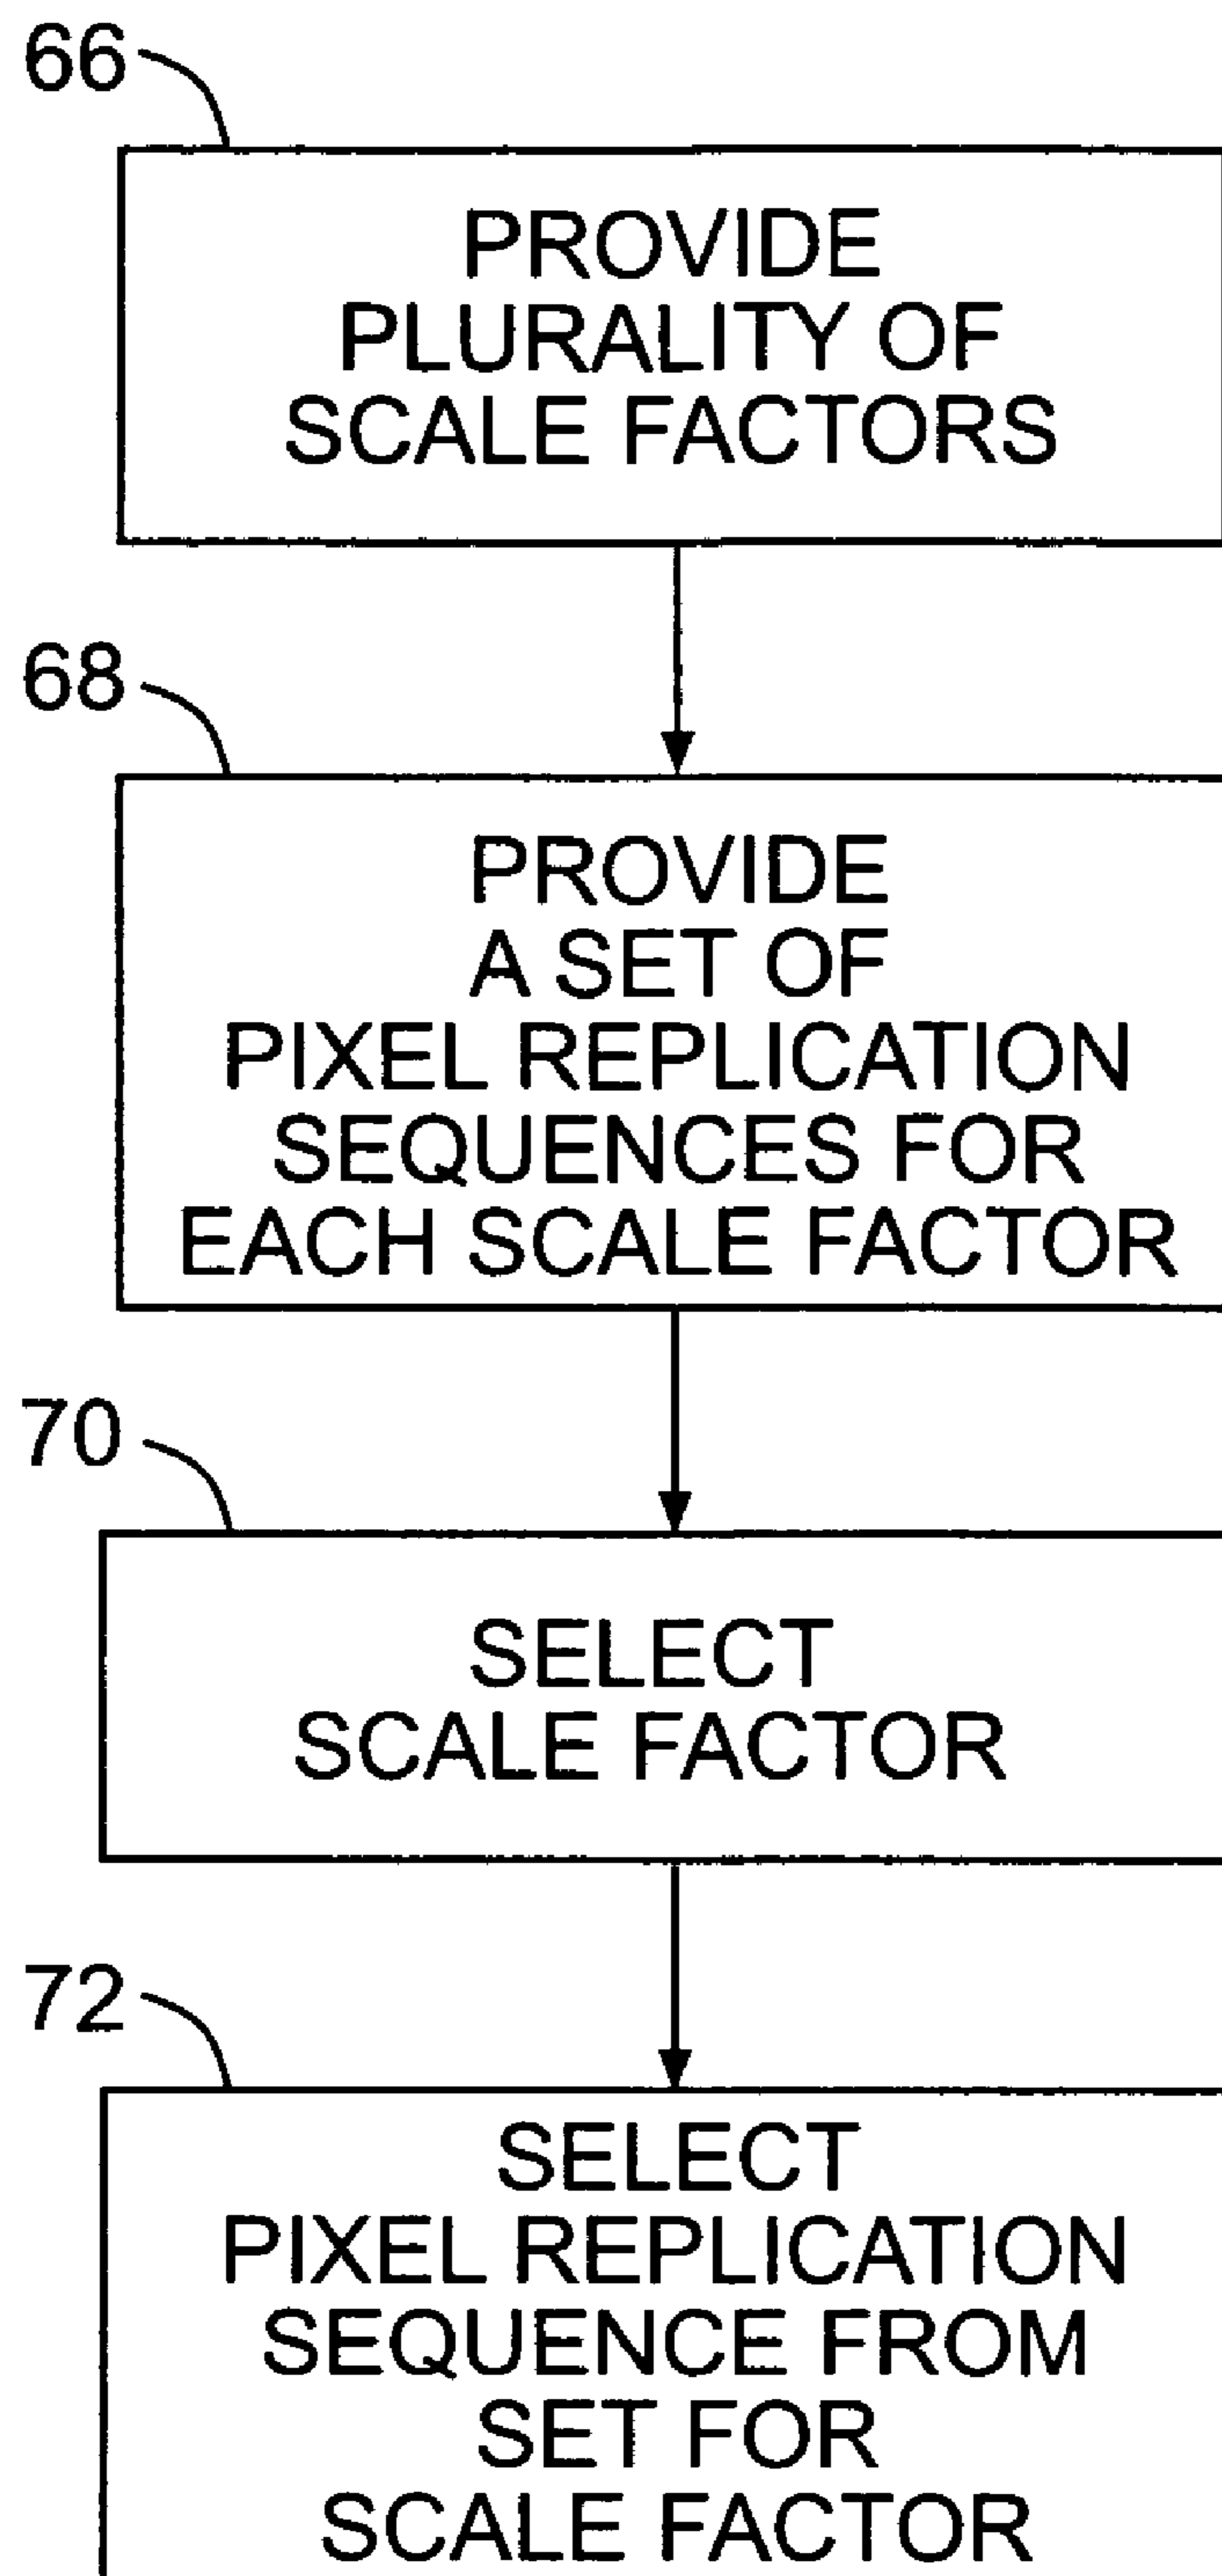 66
PROVIDE
PLURALITY OF
SCALE FACTORS
68
PROVIDE
A SET OF
PIXEL REPLICATION
SEQUENCES FOR
EACH SCALE FACTOR
70
SELECT
SCALE FACTOR
72
SELECT
PIXEL REPLICATION
SEQUENCE FROM
SET FOR
SCALE FACTOR